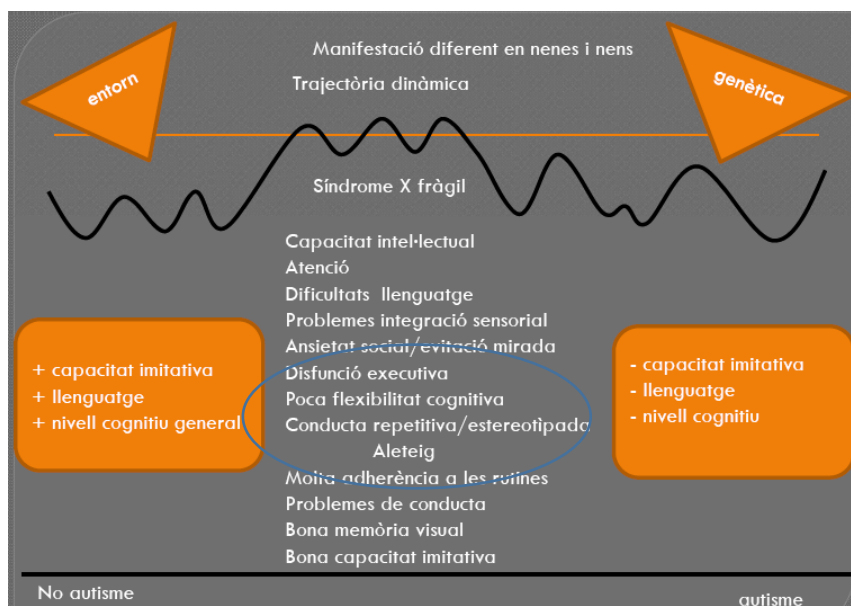 Manifestació diferent en nenes i nens
entorn
genètica
Trajectòria dinàmica
Síndrome X fràgil
Capacitat intel·lectual
Atenció
Dificultats llenguatge
Problemes integració sensorial
Ansietat social/evitació mirada
Disfunció executiva
Poca flexibilitat cognitiva
Conducta repetitiva/estereotìpada
Aleteig
Molta adherència a les rutines
Problemes de conducta
Bona memòria visual
Bona capacitat imitativa
+ capacitat imitativa
+ llenguatge
+ nivell cognitiu general
- capacitat imitativa
- llenguatge
- nivell cognitiu
No autisme
autisme